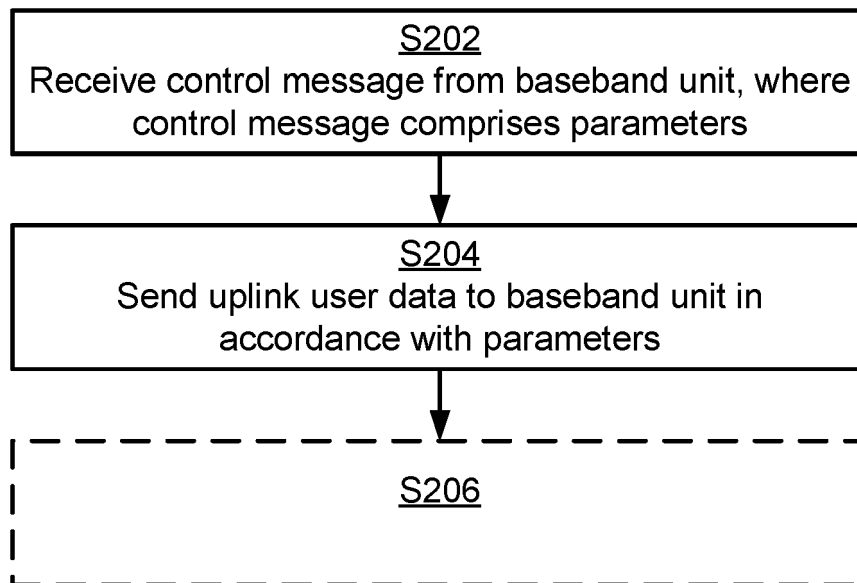 S202
Receive control message from baseband unit, where
control message comprises parameters
S204
Send uplink user data to baseband unit in
accordance with parameters
S206